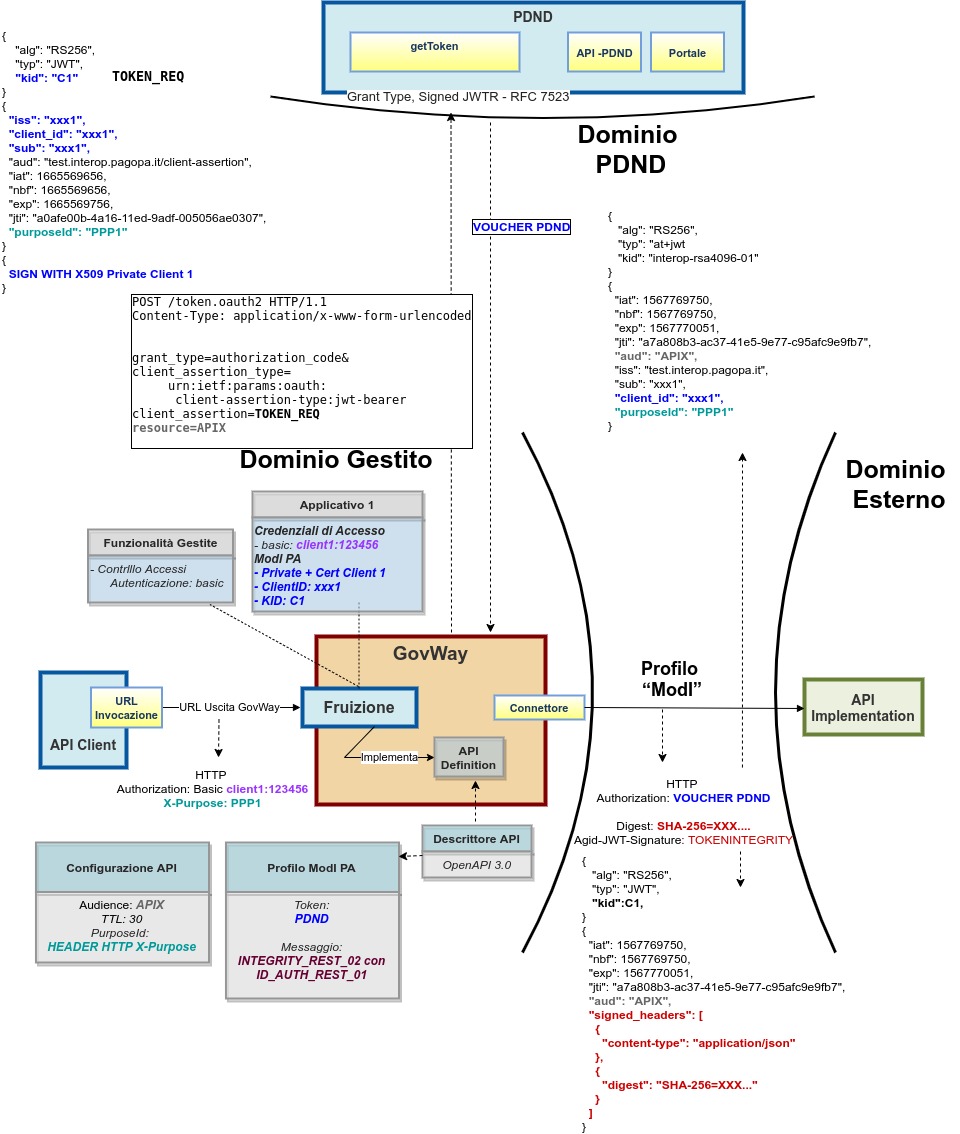 PDND
getToken
API -PDND
Portale
Grant Type, Signed JWTR - RFC 7523
Dominio
PDND
{
"alg": "RS256",
"typ": "JWT",
"kid": "C1"
TOKEN_REQ
}
{
"iss": "xxx1",
"client_id": "xxx1",
"sub": "xxx1",
"aud": "test.interop.pagopa.it/client-assertion",
"iat": 1665569656,
"nbf": 1665569656,
"exp": 1665569756,
"jti": "a0afe00b-4a16-11ed-9adf-005056ae0307",
"purposeId": "PPP1"
}
{
SIGN WITH X509 Private Client 1
}
VOUCHER PDND
{
"alg": "RS256",
"typ": "at+jwt
"kid": "interop-rsa4096-01"
}
{
"iat": 1567769750,
"nbf": 1567769750,
"exp": 1567770051,
"jti": "a7a808b3-ac37-41e5-9e77-c95afc9e9fb7",
"aud": "APIX",
"iss": "test.interop.pagopa.it",
"sub": "xxx1",
"client_id": "xxx1",
"purposeId": "PPP1"
}
POST /token.oauth2 HTTP/1.1
Content-Type: application/x-www-form-urlencoded
grant_type=authorization_code&
client_assertion_type=
urn:ietf:params:oauth:
client-assertion-type:jwt-bearer
client_assertion=TOKEN_REQ
resource=APIX
Dominio Gestito
Dominio
Esterno
Funzionalità Gestite
- Contrlllo Accessi
Autenticazione: basic
Applicativo 1
Credenziali di Accesso
- basic: client1:123456
ModI PA
- Private + Cert Client 1
- ClientID: xxx1
- KID: C1
GovWay
API Client
URL
Invocazione
URL Uscita GovWay
Fruizione
Implementa
API
Definition
Connettore
Profilo
“ModI”
API
Implementation
HTTP
Authorization: Basic client1:123456
X-Purpose: PPP1
HTTP
Authorization: VOUCHER PDND
Digest: SHA-256=XXX....
Agid-JWT-Signature: TOKENINTEGRITY
Descrittore API
OpenAPI 3.0
Configurazione API
Audience: APIX
TTL: 30
PurposeId:
HEADER HTTP X-Purpose
Profilo ModI PA
Token:
PDND
Messaggio:
INTEGRITY_REST_02 con
ID_AUTH_REST_01
{
"alg": "RS256",
"typ": "JWT",
"kid":C1,
}
{
"iat": 1567769750,
"nbf": 1567769750,
"exp": 1567770051,
"jti": "a7a808b3-ac37-41e5-9e77-c95afc9e9fb7",
"aud": "APIX",
"signed_headers": [
{
"content-type": "application/json"
},
{
"digest": "SHA-256=XXX..."
}
]
}